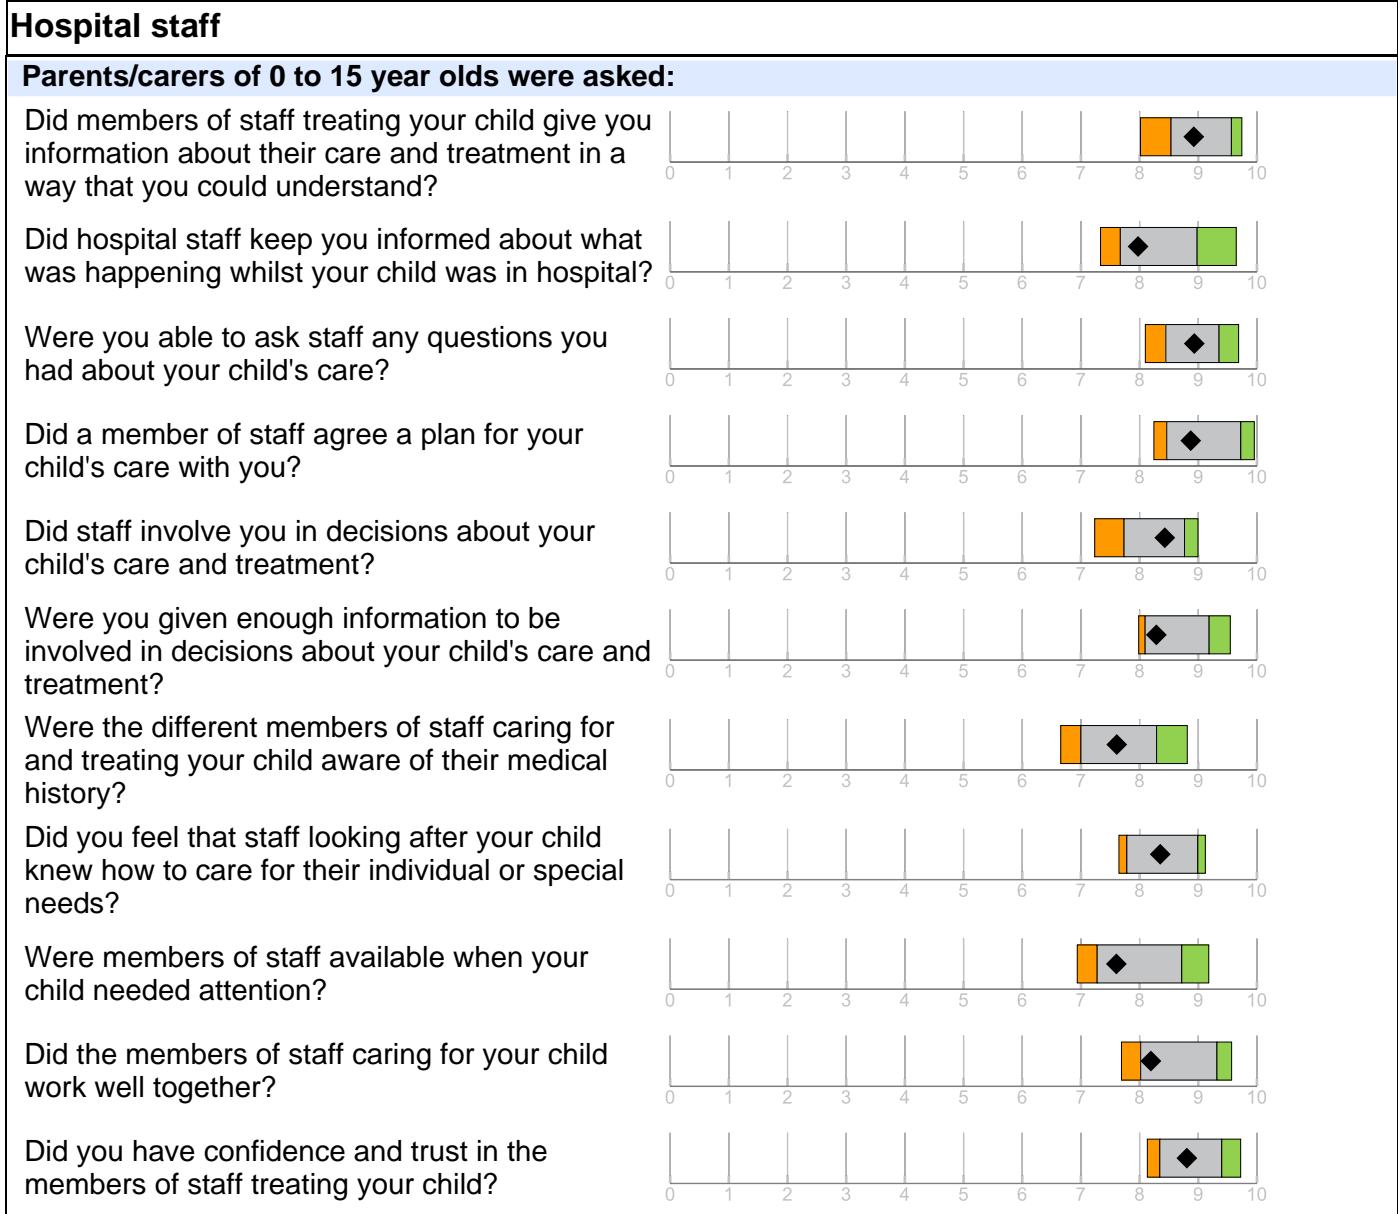 Hospital staff
Parents/carers of 0 to 15 year olds were asked:
Did members of staff treating your child give you
information about their care and treatment in a
way that you could understand?
0 1 2 3 4 5 6 7 8 9 10
Did hospital staff keep you informed about what
was happening whilst your child was in hospital?
0 1 2 3 4 5 6 7 8 9 10
Were you able to ask staff any questions you
had about your child's care?
0 1 2 3 4 5 6 7 8 9 10
Did a member of staff agree a plan for your
child's care with you?
0 1 2 3 4 5 6 7 8 9 10
Did staff involve you in decisions about your
child's care and treatment?
0 1 2 3 4 5 6 7 8 9 10
Were you given enough information to be
involved in decisions about your child's care and
treatment?
0 1 2 3 4 5 6 7 8 9 10
Were the different members of staff caring for
and treating your child aware of their medical
history?
0 1 2 3 4 5 6 7 8 9 10
Did you feel that staff looking after your child
knew how to care for their individual or special
needs?
0 1 2 3 4 5 6 7 8 9 10
Were members of staff available when your
child needed attention?
0 1 2 3 4 5 6 7 8 9 10
Did the members of staff caring for your child
work well together?
0 1 2 3 4 5 6 7 8 9 10
Did you have confidence and trust in the
members of staff treating your child?
0 1 2 3 4 5 6 7 8 9 10